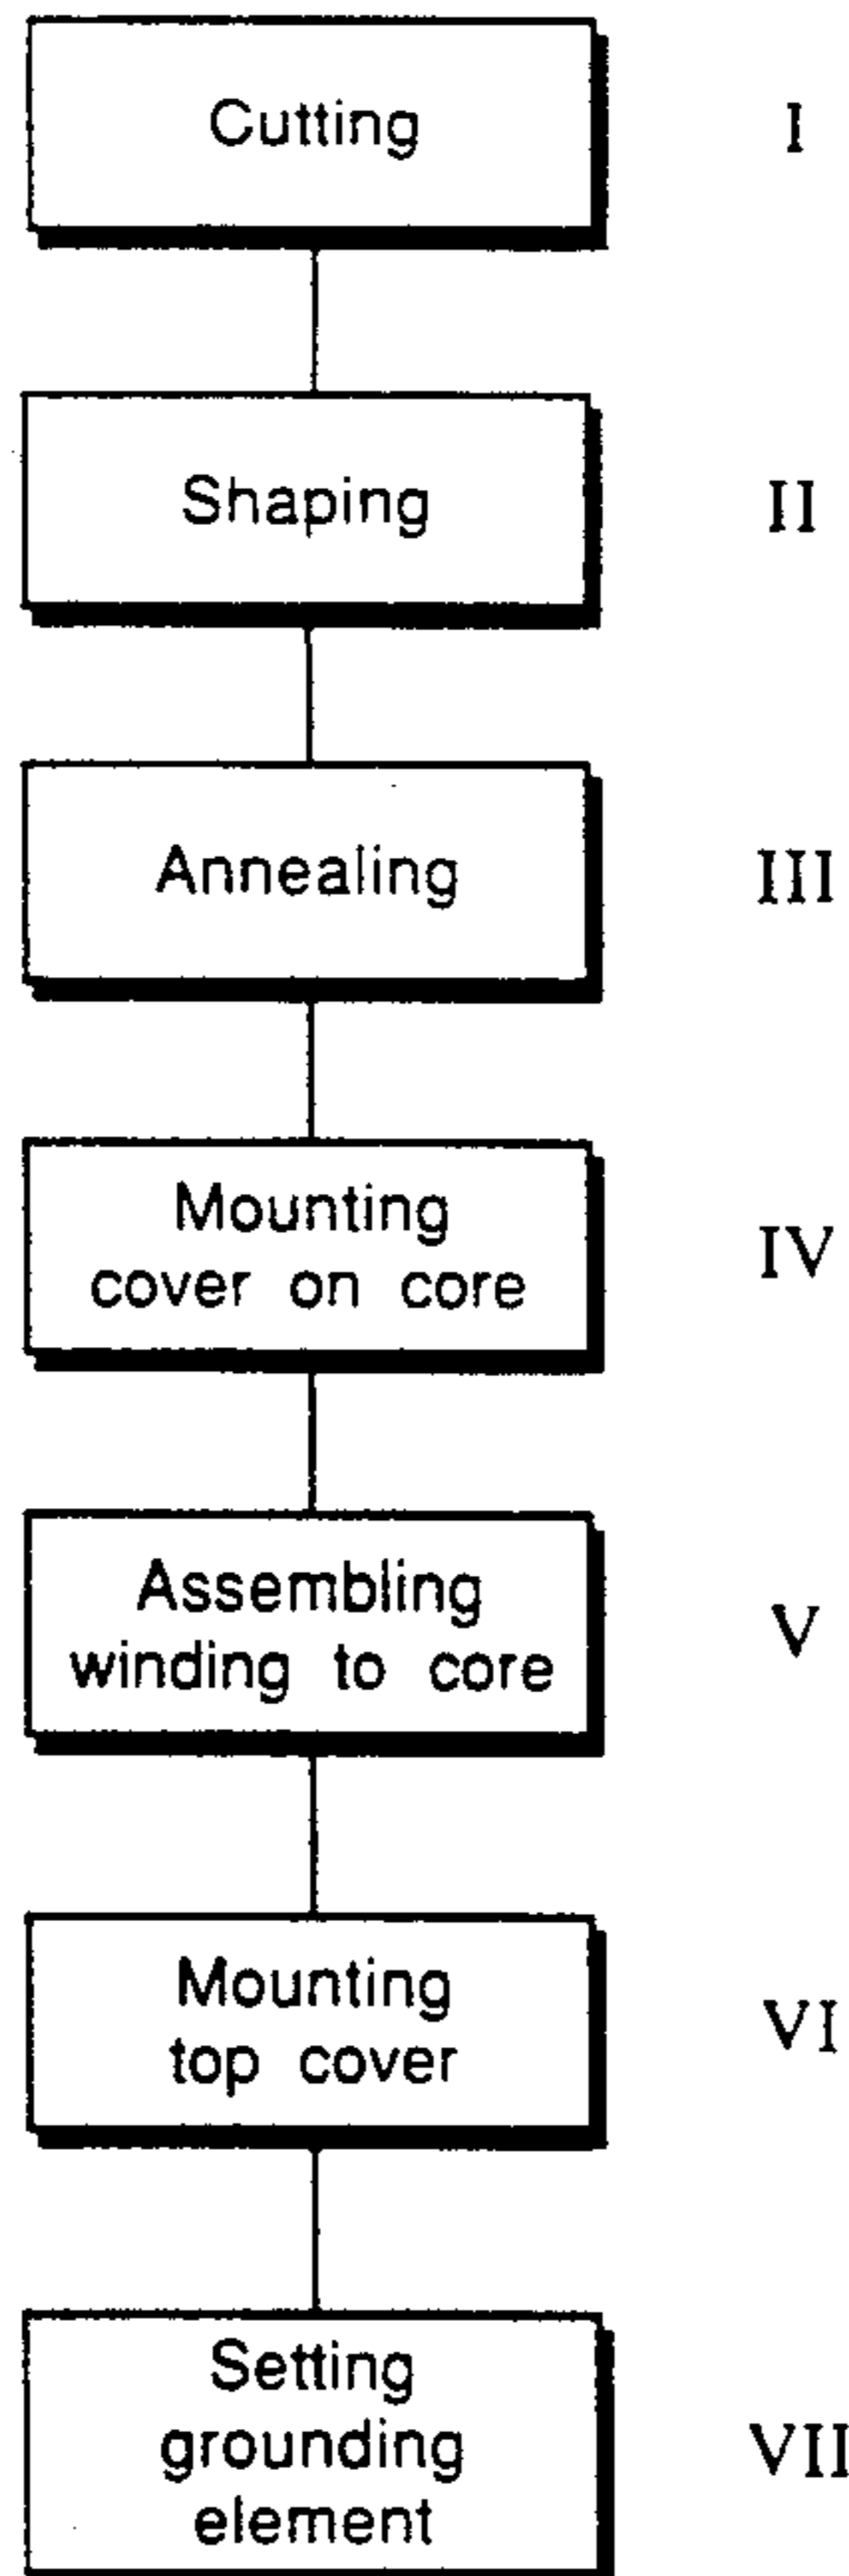 Cutting
I
Shaping
II
Annealing
III
Mounting
cover on core
IV
Assembling
winding to core
V
Mounting
top cover
VI
Setting
grounding
element
VII